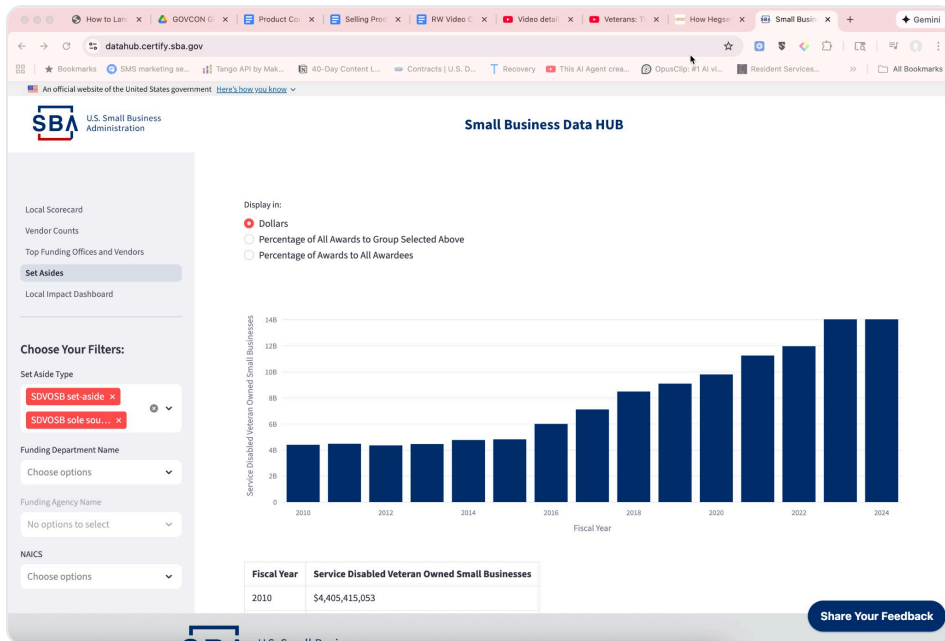 How to Lan
GOVCON G
Product Co
Selling Prod
RW Video C
Video detail
Veterans: T
How Hegse
Small Busin
Gemini
datahub.certify.sba.gov
Bookmarks
SMS marketing se...
Tango API by Mak...
40-Day Content L...
Contracts | U.S. D...
Recovery
This AI Agent crea...
OpusClip: #1 AI vi...
Resident Services...
All Bookmarks
An official website of the United States government Here's how you know
SBA U.S. Small Business
Administration
Small Business Data HUB
Local Scorecard
Vendor Counts
Top Funding Offices and Vendors
Set Asides
Local Impact Dashboard
Choose Your Filters:
Set Aside Type
SDVOSB set-aside ×
SDVOSB sole sou... ×
Funding Department Name
Choose options
Funding Agency Name
No options to select
NAICS
Choose options
Display in:
Dollars
Percentage of All Awards to Group Selected Above
Percentage of Awards to All Awardees
Service Disabled Veteran Owned Small Businesses
14B
12B
10B
8B
6B
4B
2B
0
2010 2012 2014 2016 2018 2020 2022 2024
Fiscal Year
Fiscal Year Service Disabled Veteran Owned Small Businesses
2010 $4,405,415,053
Share Your Feedback